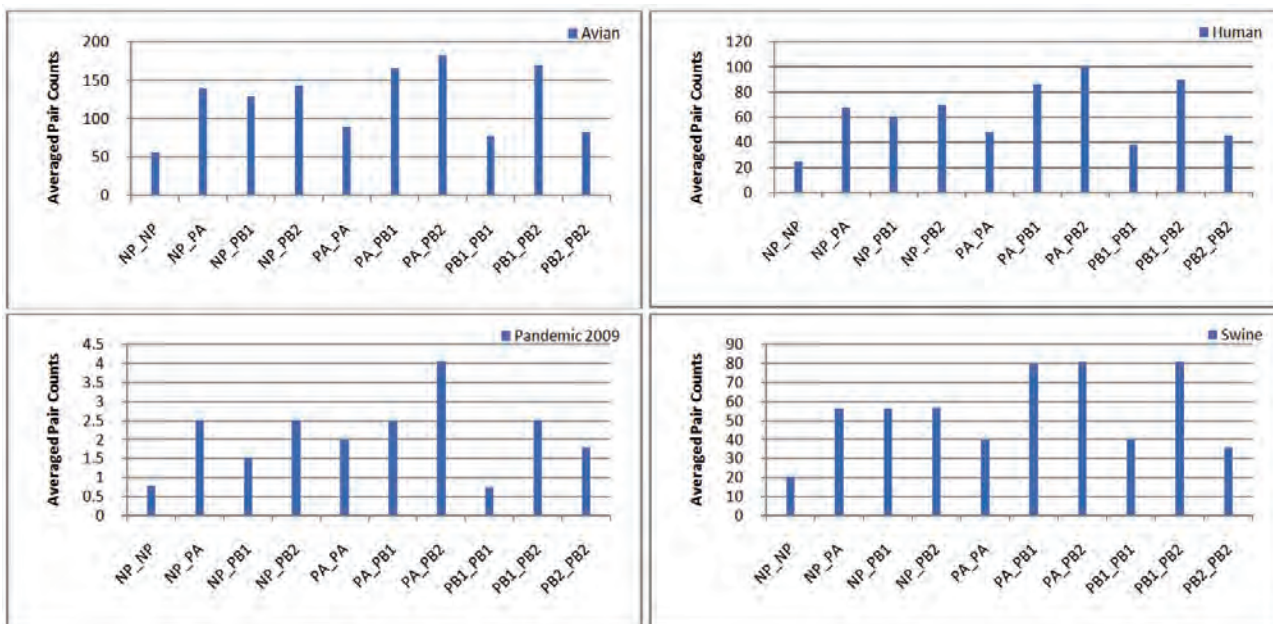 Avian
Averaged Pair Counts
200
150
100
50
0
NP_NP
NP_PA
NP_PB1
NP_PB2
PA_PA
PA_PB1
PA_PB2
PB1_PB1
PB1_PB2
PB2_PB2
Human
Averaged Pair Counts
120
100
80
60
40
20
0
NP_NP
NP_PA
NP_PB1
NP_PB2
PA_PA
PA_PB1
PA_PB2
PB1_PB1
PB1_PB2
PB2_PB2
Pandemic 2009
Averaged Pair Counts
4.5
4
3.5
3
2.5
2
1.5
1
0.5
0
NP_NP
NP_PA
NP_PB1
NP_PB2
PA_PA
PA_PB1
PA_PB2
PB1_PB1
PB1_PB2
PB2_PB2
Swine
Averaged Pair Counts
90
80
70
60
50
40
30
20
10
0
NP_NP
NP_PA
NP_PB1
NP_PB2
PA_PA
PA_PB1
PA_PB2
PB1_PB1
PB1_PB2
PB2_PB2